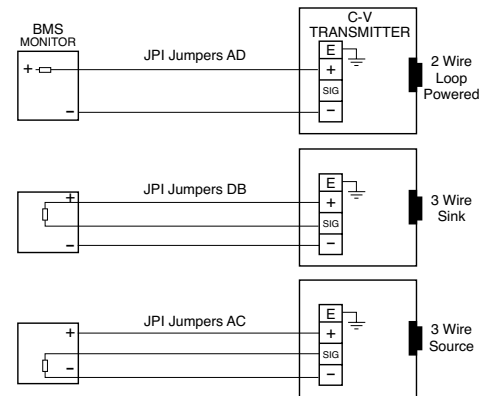 C-V
TRANSMITTER
BMS
MONITOR
JPI Jumpers AD
+
−
E
+
SIG
−
2 Wire
Loop
Powered
JPI Jumpers DB
+
−
E
+
SIG
−
3 Wire
Sink
JPI Jumpers AC
+
−
E
+
SIG
−
3 Wire
Source